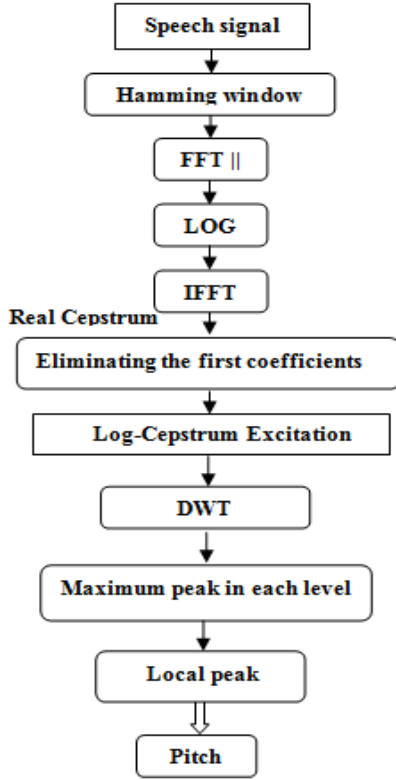 Speech signal
Hamming window
FFT ||
LOG
IFFT
Real Cepstrum
Eliminating the first coefficients
Log-Cepstrum Excitation
DWT
Maximum peak in each level
Local peak
Pitch